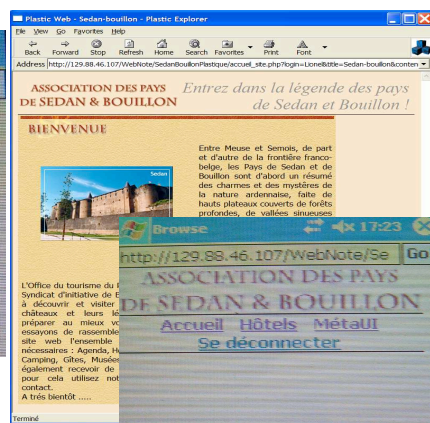 Plastic Web - Sedan-bouillon - Plastic Explorer
File View Go Favorites Help
Back Forward Stop Refresh Home Search Favorites Print Font
Address http://129.88.46.107/WebNote/SedanBouillonPlastique/accueil_site.php?login=Lionel&title=Sedan-bouillon&conten
ASSOCIATION DES PAYS
DE SEDAN & BOUILLON
Entrez dans la légende des pays
de Sedan et Bouillon !
BIENVENUE
Sedan
Entre Meuse et Semois, de part
et d'autre de la frontière franco-
belge, les Pays de Sedan et de
Bouillon sont d'abord un résumé
des charmes et des mystères de
la nature ardennaise, faite de
hauts plateaux couverts de forêts
profondes, de vallées sinueuses
L'Office du tourisme du
Syndicat d'initiative de
à découvrir et visiter
châteaux et leurs
préparer au mieux
essayons de rassemble
site web l'ensemble
nécessaires : Agenda,
Camping, Gîtes, Musée
également recevoir de
pour cela utilisez not
contact.
A trés bientôt .....
Terminé
Browse 17:23
http://129.88.46.107/WebNote/Se Go
ASSOCIATION DES PAYS
DE SEDAN & BOUILLON
Accueil Hôtels MétaUI
Se déconnecter